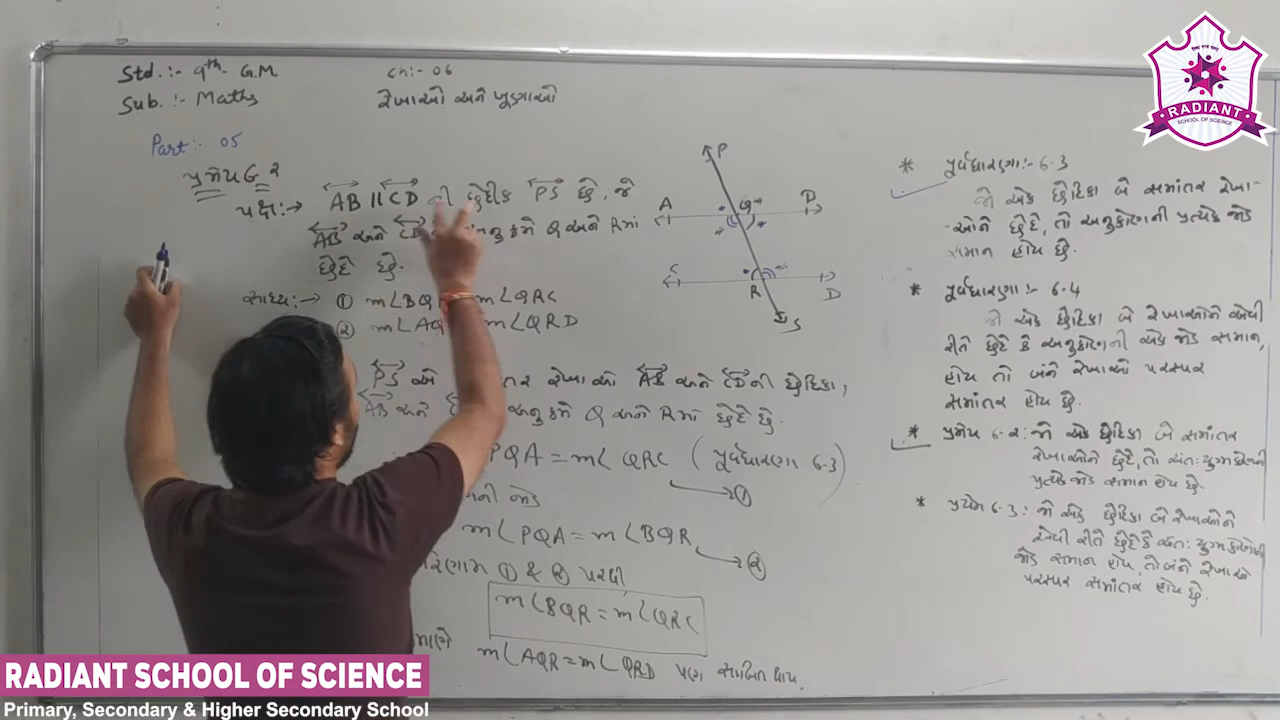 Std. :- 9th G.M
Ch :- 06
Sub. :- Maths
રેખાઓ અને ખૂણાઓ
Part :- 05
પ્રમેય 6.2
પક્ષ :→ AB || CD ની છેદીકા PS છે, જે
AB અને CD ને અનુક્રમે Q અને R માં
છેદે છે.
સાધ્ય :→ ① m∠BQR m∠QRC
② m∠AQ m∠QRD
PS એ રેખાઓ AB અને CD ની છેદિકા,
AB અને અનુક્રમે Q અને R માં છેદે છે.
PQA = m∠QRC (પૂર્વધારણા 6.3)
→ ①
ની જોડ
m∠PQA = m∠BQR
→ ②
પરિણામ ① & ② પરથી
m∠BQR = m∠QRC
m∠AQR = m∠QRD પણ સાબિત થાય.
P
A
Q
D
C
R
D
S
* પૂર્વધારણા :- 6.3
જો એક છેદિકા બે સમાંતર રેખા-
-ઓને છેદે, તો અનુકોણની પ્રત્યેક જોડ
સમાન હોય છે.
* પૂર્વધારણા :- 6.4
જો એક છેદિકા બે રેખાઓને એવી
રીતે છેદે કે અનુકોણની એક જોડ સમાન,
હોય તો બંને રેખાઓ પરસ્પર
સમાંતર હોય છે.
* પ્રમેય 6.2 : જો એક છેદિકા બે સમાંતર
રેખાઓને છેદે, તો અંતઃયુગ્મકોણની
પ્રત્યેક જોડ સમાન હોય છે.
* પ્રમેય 6.3 : જો એક છેદિકા બે રેખાઓને
એવી રીતે છેદે કે અંતઃયુગ્મકોણની
જોડ સમાન હોય, તો બંને રેખાઓ
પરસ્પર સમાંતર હોય છે.
RADIANT
SCHOOL OF SCIENCE
RADIANT SCHOOL OF SCIENCE
Primary, Secondary & Higher Secondary School